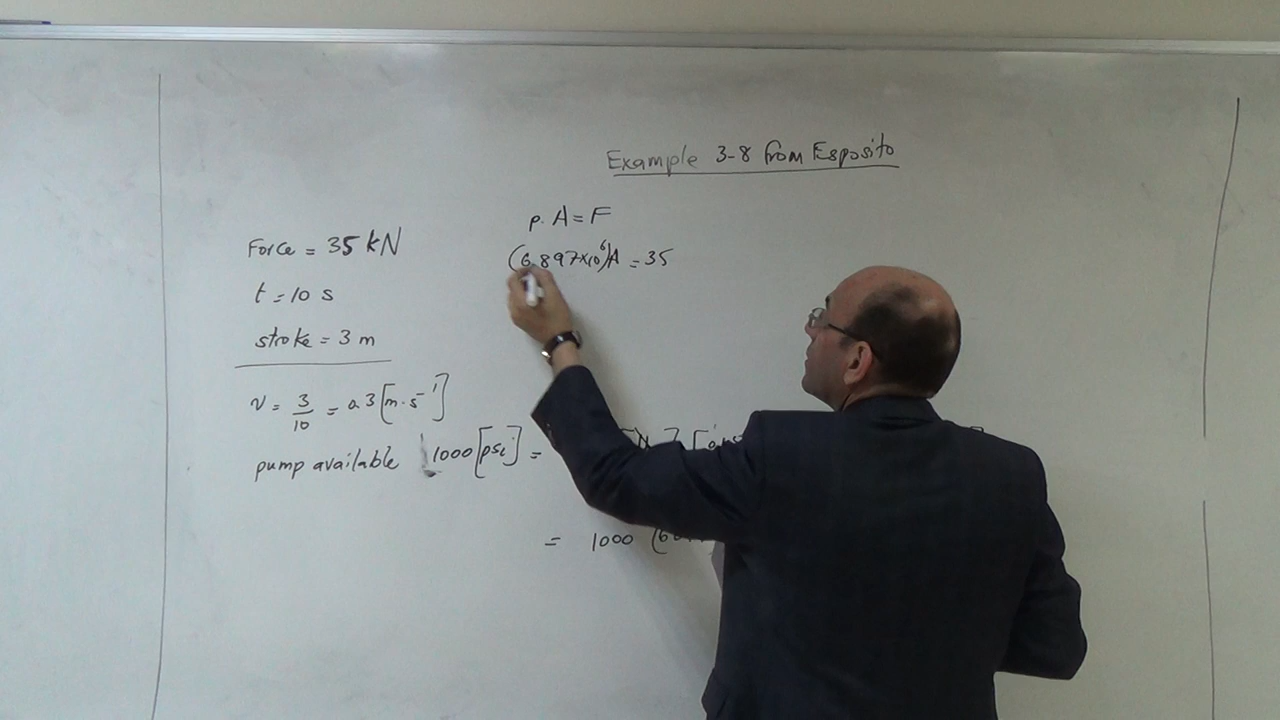 Example 3-8 from Esposito
p. A = F
(6.897×10⁶)A = 35
Force = 35 kN
t = 10 s
stroke = 3 m
v = 3/10 = 0.3 [m·s⁻¹]
pump available 1000 [psi] =
= 1000